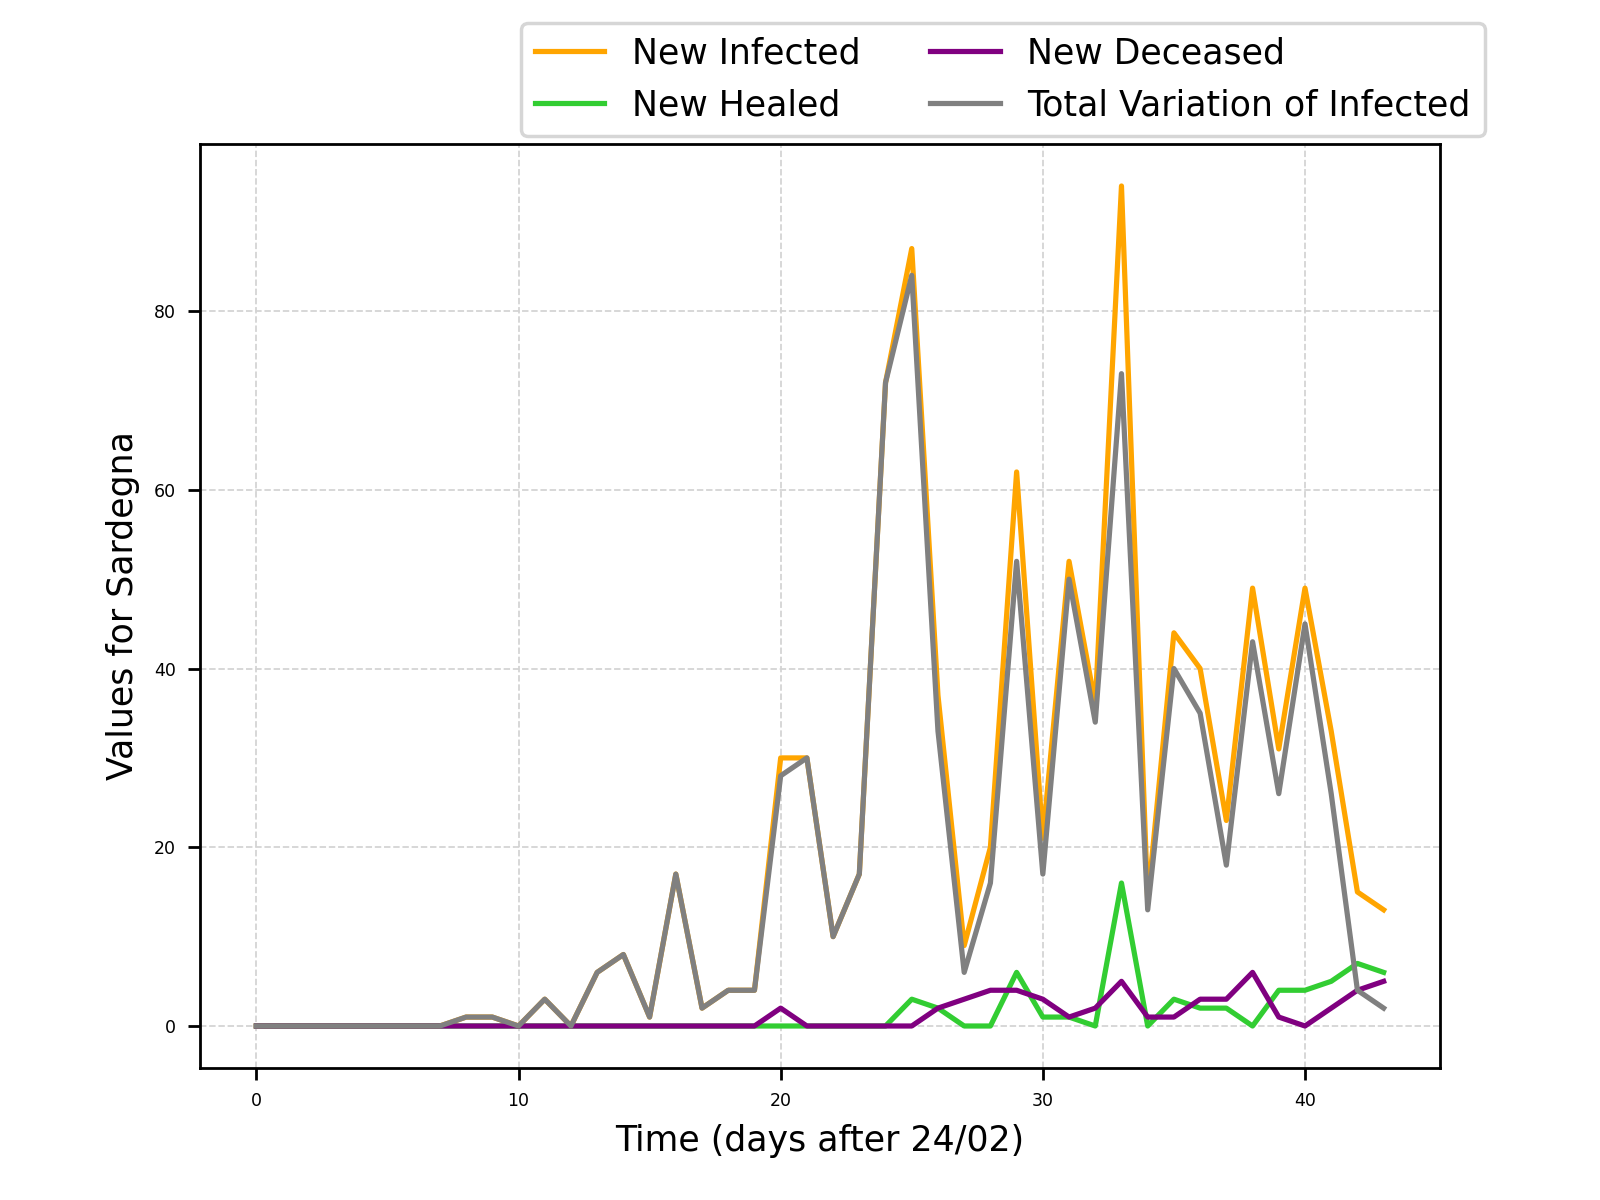 New Infected
New Healed
New Deceased
Total Variation of Infected
Values for Sardegna
80
60
40
20
0
0 10 20 30 40
Time (days after 24/02)